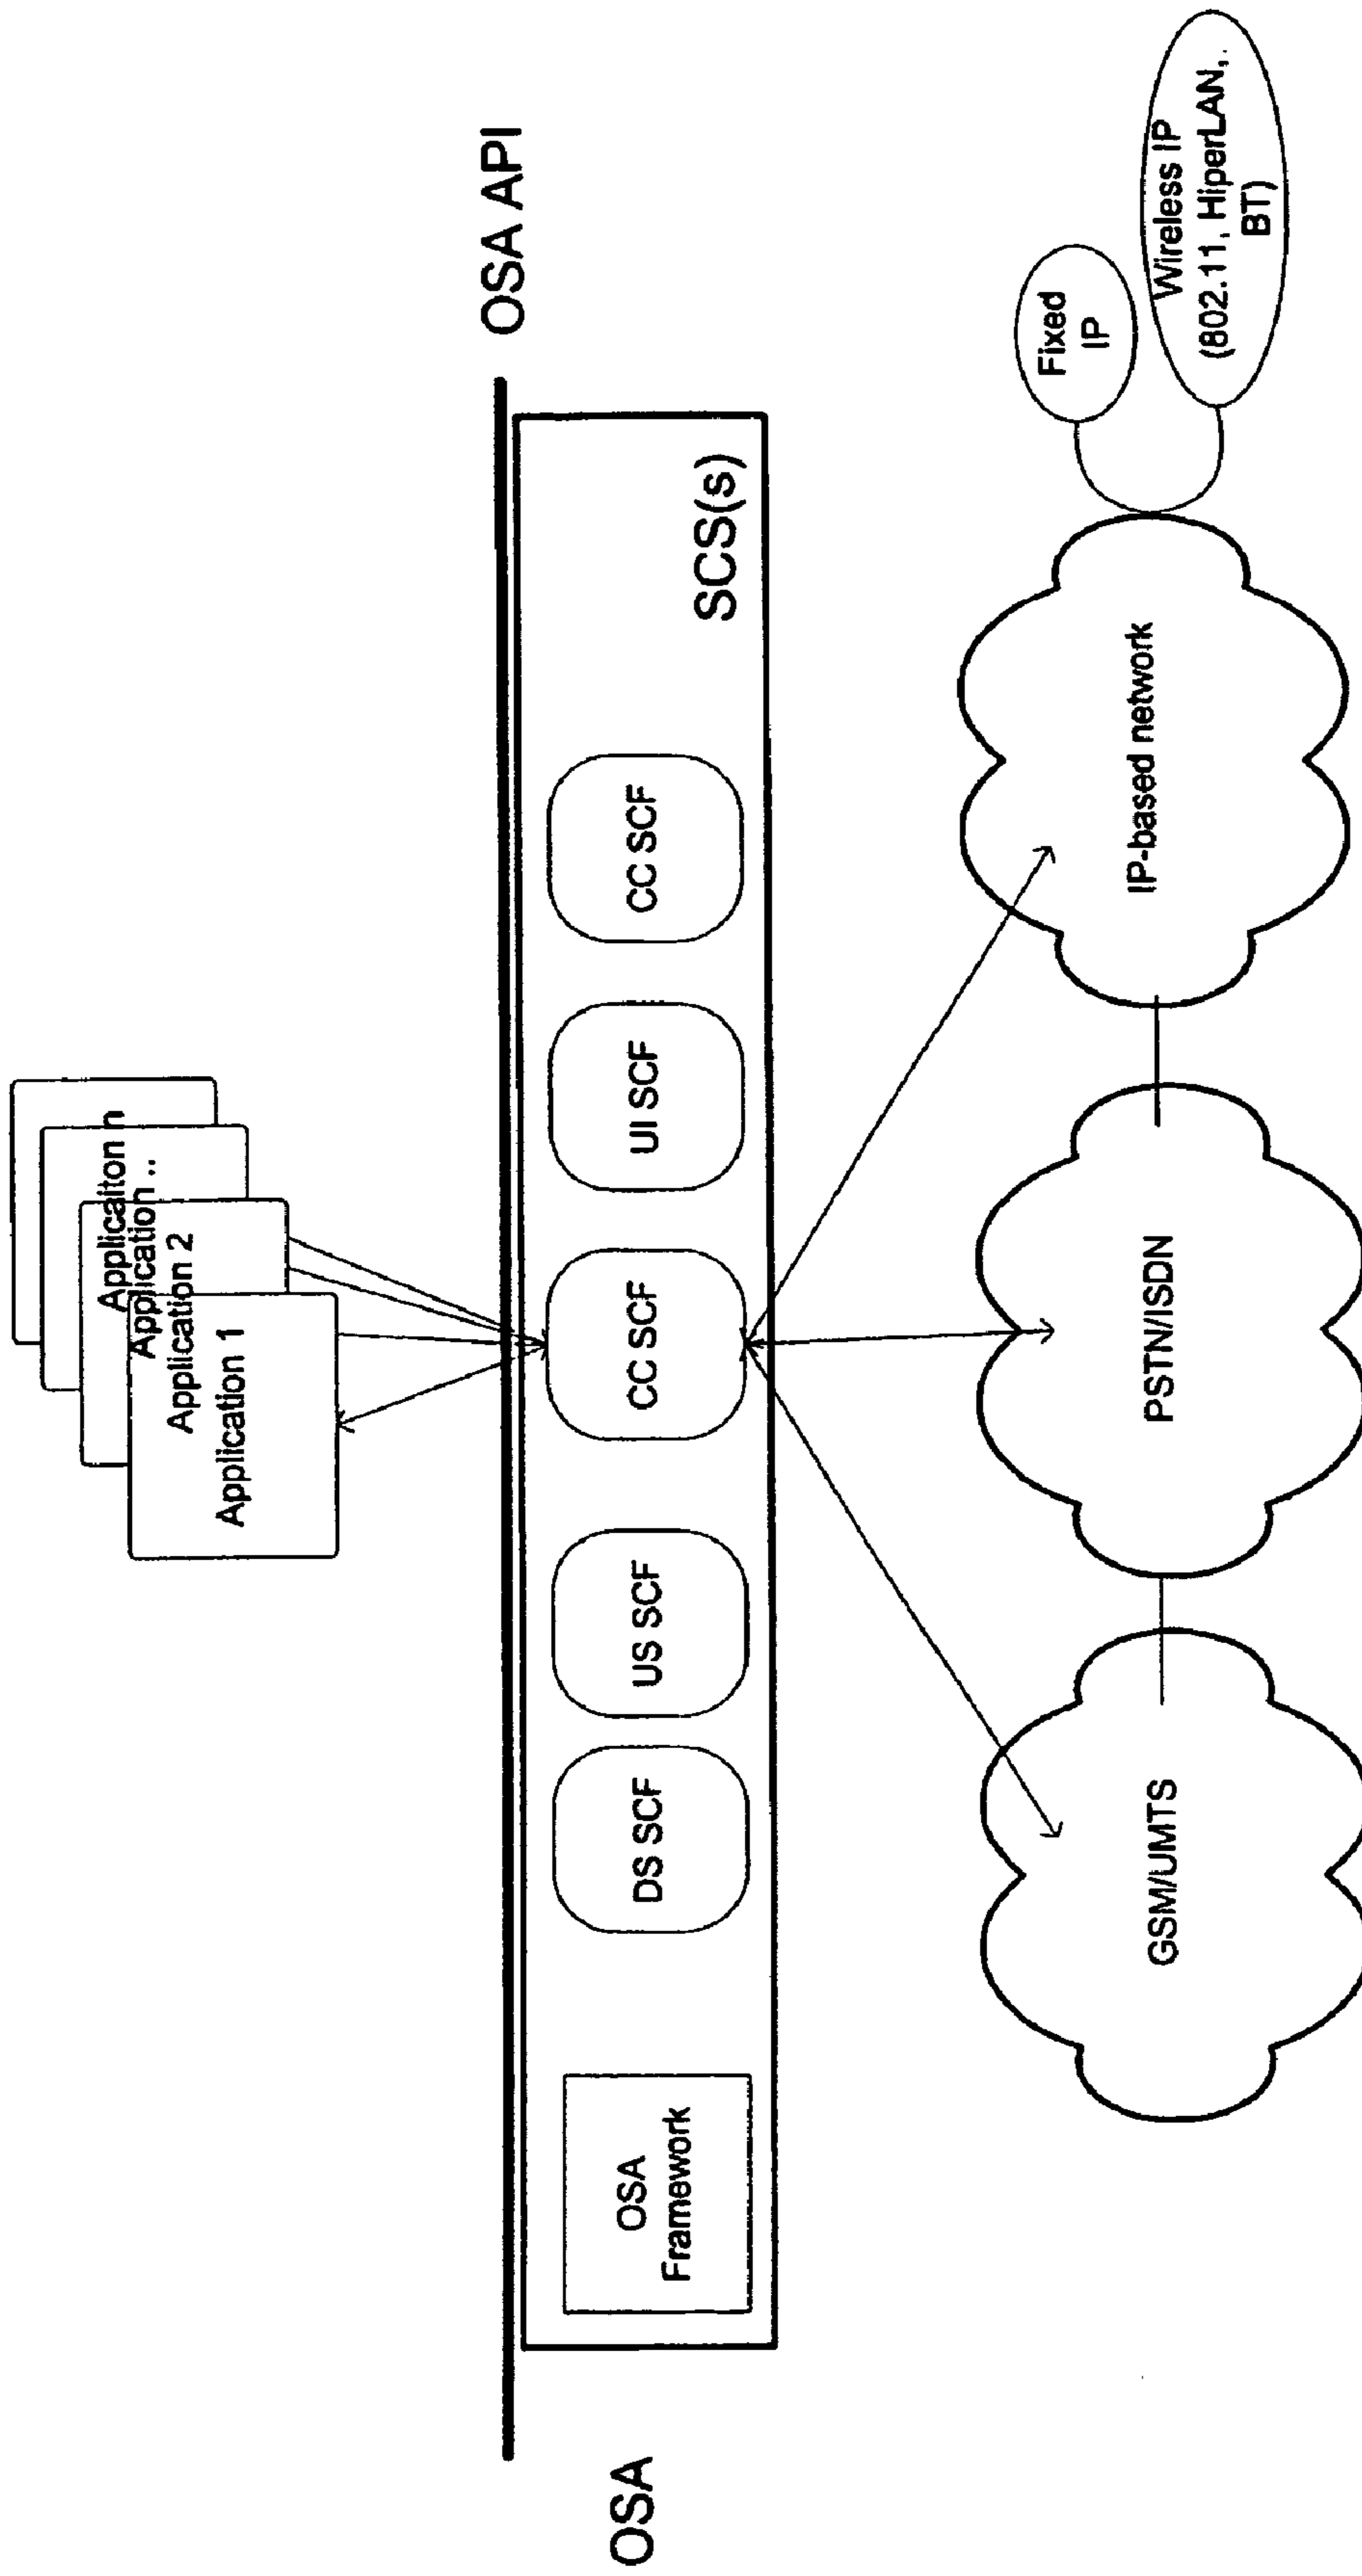 Applicaiton n
Application ..
Application 2
Application 1
OSA API
OSA
OSA
Framework
DS SCF
US SCF
CC SCF
UI SCF
CC SCF
SCS(s)
GSM/UMTS
PSTN/ISDN
IP-based network
Fixed
IP
Wireless IP
(802.11, HiperLAN, .
BT)